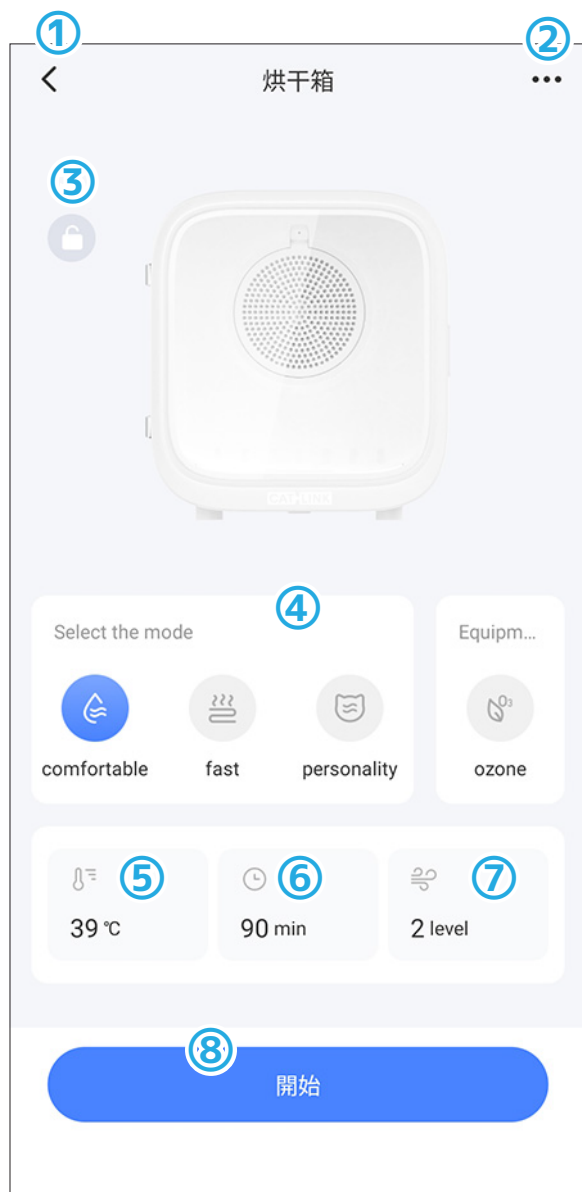 ① ②
烘干箱
③
CATLINK
④
Select the mode
Equipm...
O3
comfortable fast personality
ozone
⑤ ⑥ ⑦
39 ℃ 90 min 2 level
⑧
開始